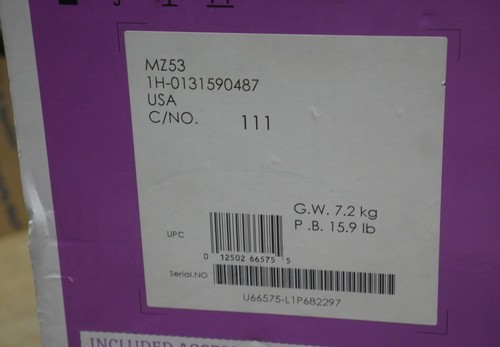 MZ53
1H-0131590487
USA
C/NO. 111
G.W. 7.2 kg
P.B. 15.9 lb
UPC
0 12502 66575 5
Serial.NO
U66575-L1P682297
INCLUDED